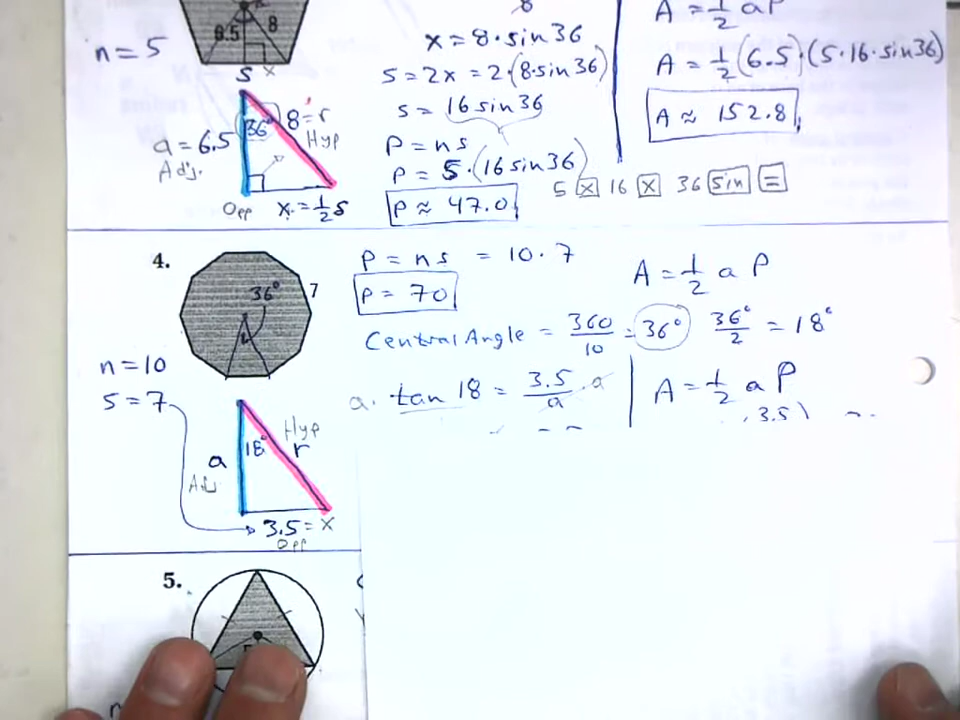 n = 5
8.5
8
s
x
a = 6.5
Adj.
36°
8 = r
Hyp
Opp
x = ½ s
x = 8 · sin 36
s = 2x = 2 · (8 · sin 36)
s = 16 sin 36
P = ns
P = 5 · (16 sin 36)
P ≈ 47.0
A = ½ a P
A = ½ (6.5) · (5 · 16 · sin 36)
A ≈ 152.8
5 × 16 × 36 sin =
4.
36°
7
n = 10
s = 7
a
18°
Hyp
r
3.5 = x
Opp
P = ns = 10 · 7
P = 70
A = ½ a P
Central Angle = 360/10 = 36°
36°/2 = 18°
a · tan 18 = 3.5/a · a
A = ½ a P
5.